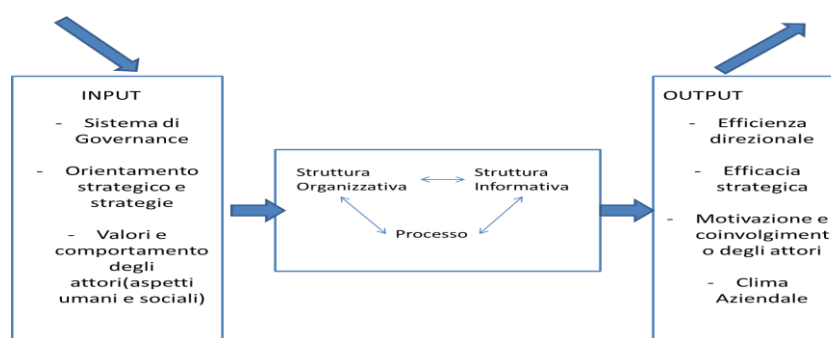 INPUT
- Sistema di
Governance
- Orientamento
strategico e
strategie
- Valori e
comportamento
degli
attori(aspetti
umani e sociali)
Struttura
Organizzativa
Struttura
Informativa
Processo
OUTPUT
- Efficienza
direzionale
- Efficacia
strategica
- Motivazione e
coinvolgiment
o degli attori
- Clima
Aziendale